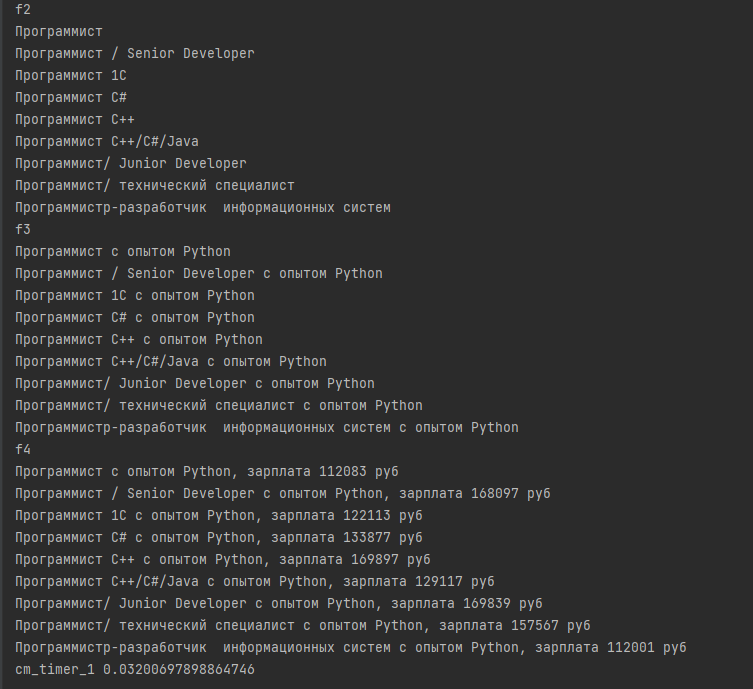 f2
Программист
Программист / Senior Developer
Программист 1С
Программист C#
Программист C++
Программист C++/C#/Java
Программист/ Junior Developer
Программист/ технический специалист
Программистр-разработчик  информационных систем
f3
Программист с опытом Python
Программист / Senior Developer с опытом Python
Программист 1С с опытом Python
Программист C# с опытом Python
Программист C++ с опытом Python
Программист C++/C#/Java с опытом Python
Программист/ Junior Developer с опытом Python
Программист/ технический специалист с опытом Python
Программистр-разработчик  информационных систем с опытом Python
f4
Программист с опытом Python, зарплата 112083 руб
Программист / Senior Developer с опытом Python, зарплата 168097 руб
Программист 1С с опытом Python, зарплата 122113 руб
Программист C# с опытом Python, зарплата 133877 руб
Программист C++ с опытом Python, зарплата 169897 руб
Программист C++/C#/Java с опытом Python, зарплата 129117 руб
Программист/ Junior Developer с опытом Python, зарплата 169839 руб
Программист/ технический специалист с опытом Python, зарплата 157567 руб
Программистр-разработчик  информационных систем с опытом Python, зарплата 112001 руб
cm_timer_1 0.03200697898864746